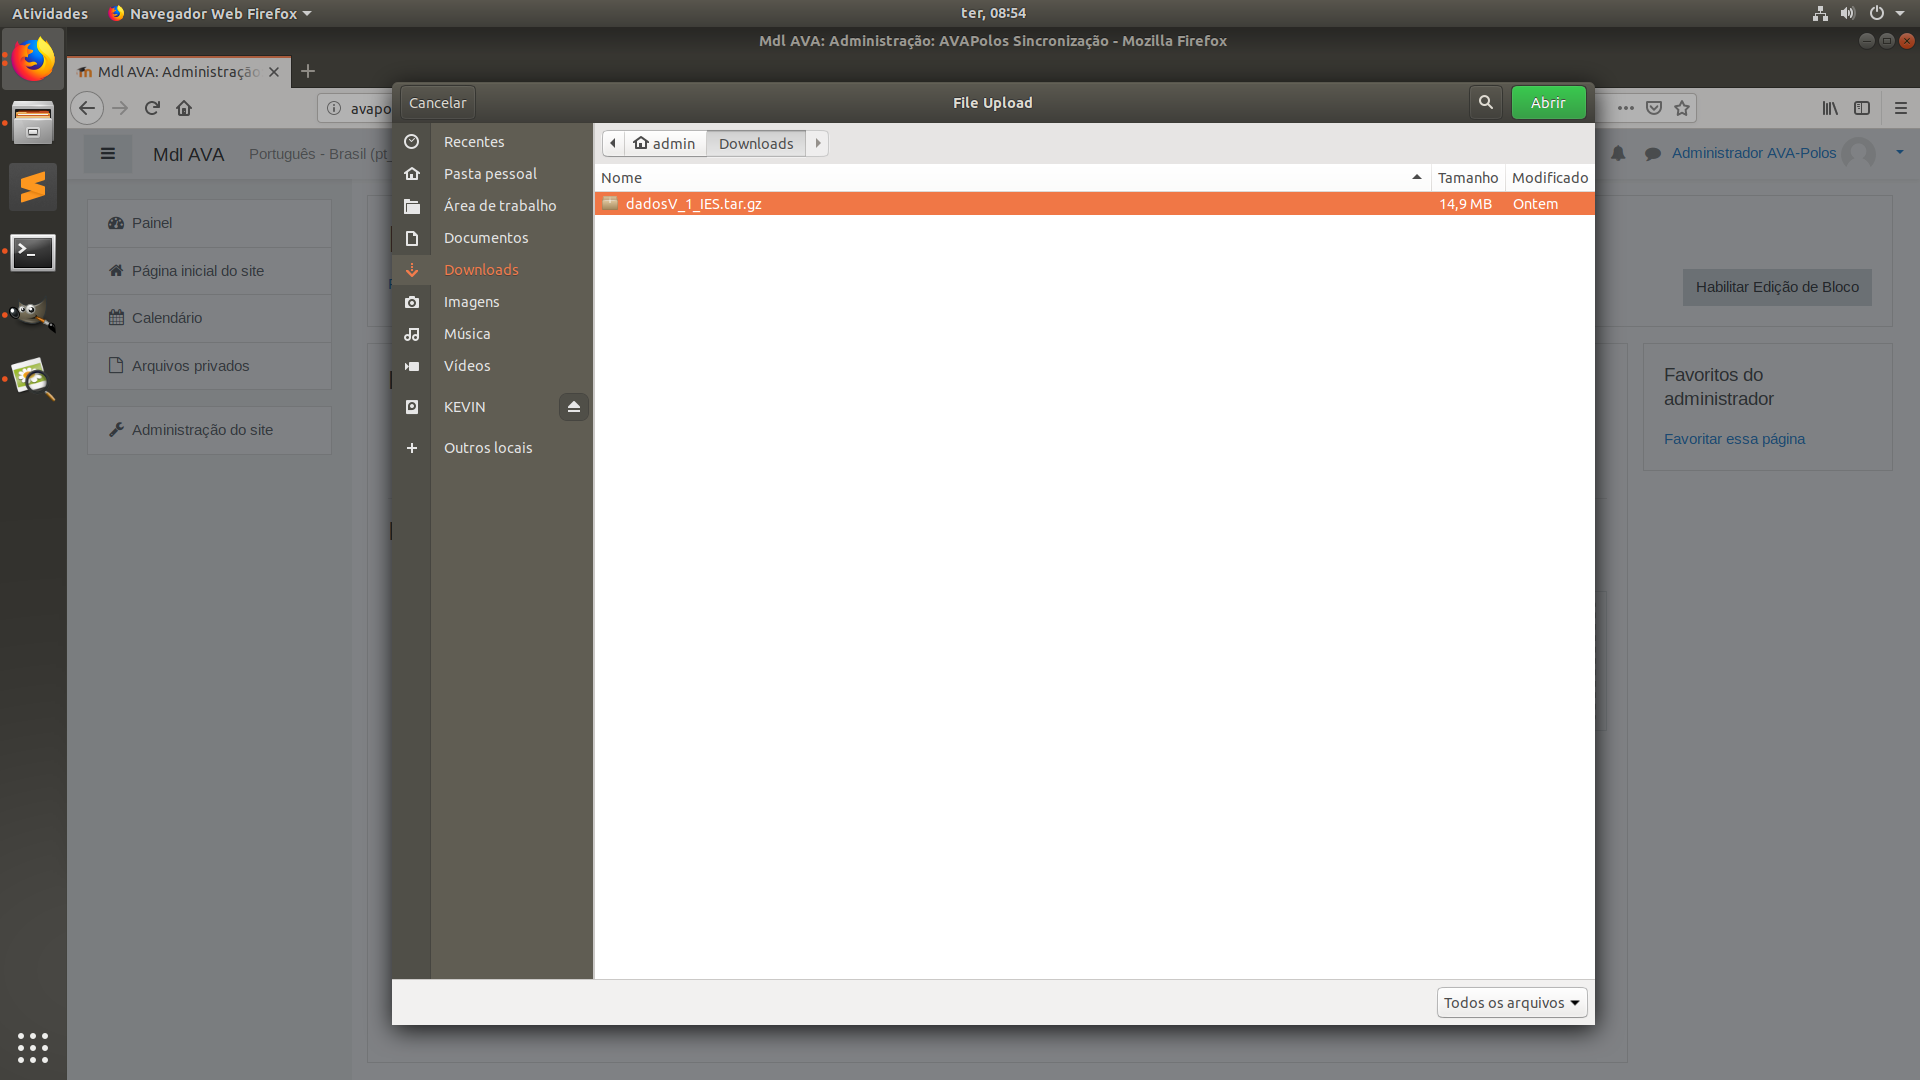 Atividades
Navegador Web Firefox
ter, 08:54
Mdl AVA: Administração: AVAPolos Sincronização - Mozilla Firefox
Mdl AVA: Administração
avapo
Cancelar
File Upload
Abrir
Mdl AVA
Português - Brasil (pt_
Administrador AVA-Polos
Painel
Página inicial do site
Calendário
Arquivos privados
Administração do site
Recentes
Pasta pessoal
Área de trabalho
Documentos
Downloads
Imagens
Música
Vídeos
KEVIN
Outros locais
admin
Downloads
Nome
Tamanho
Modificado
dadosV_1_IES.tar.gz
14,9 MB
Ontem
Todos os arquivos
Habilitar Edição de Bloco
Favoritos do
administrador
Favoritar essa página